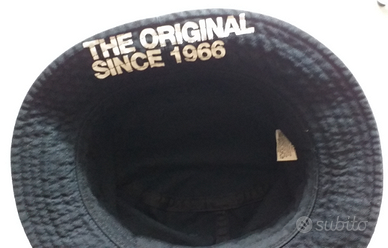 THE ORIGINAL
SINCE 1966
subito